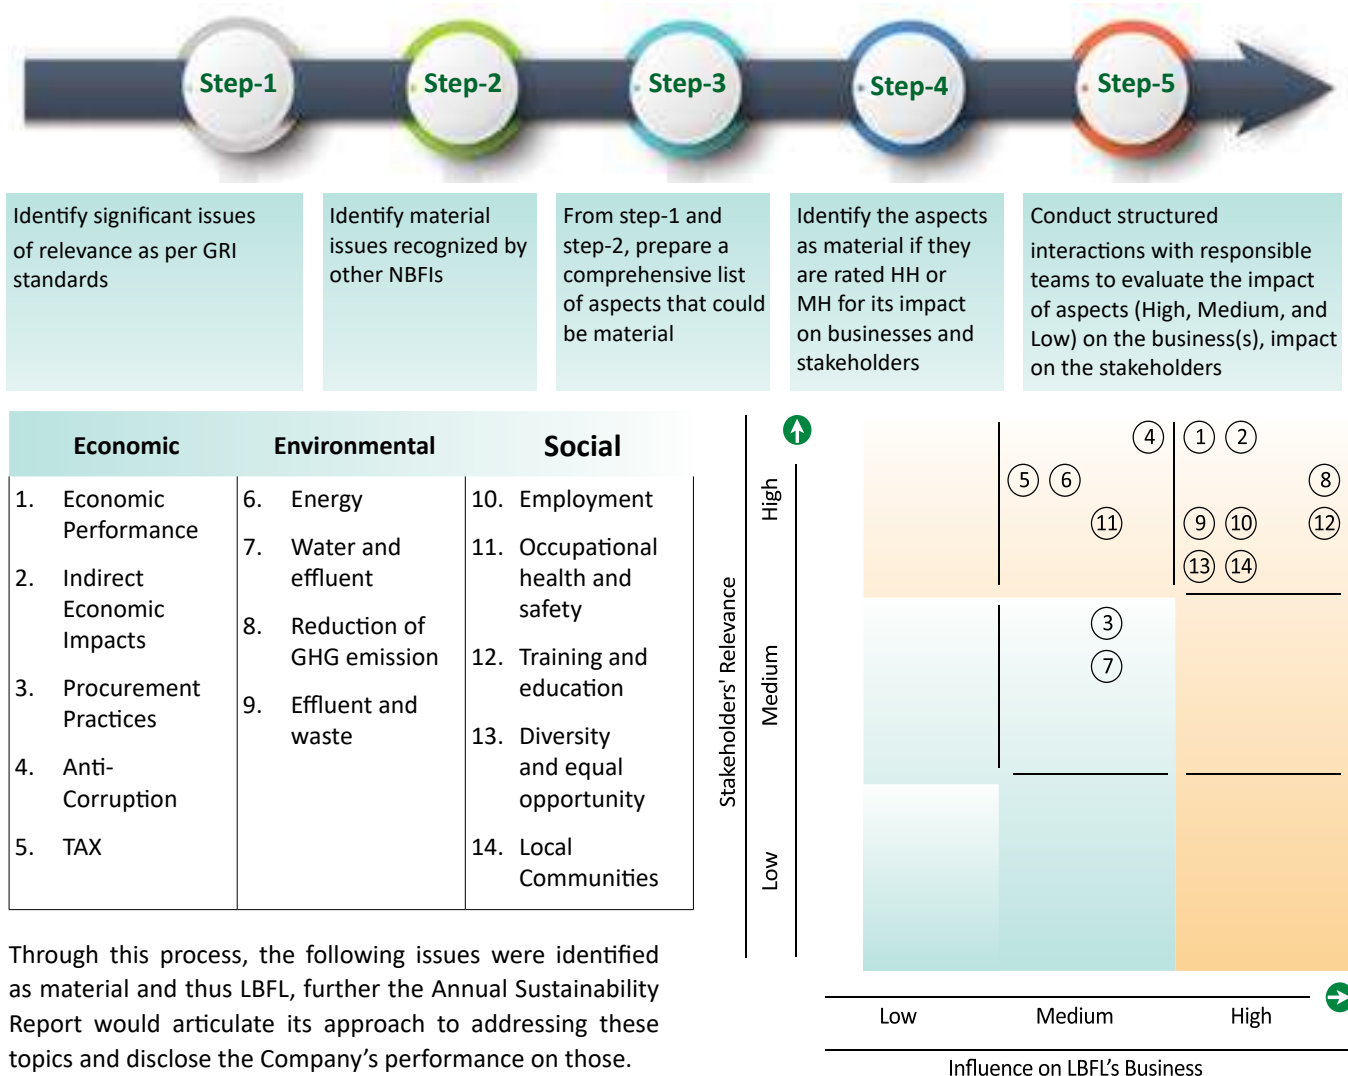 Step-1
Step-2
Step-3
Step-4
Step-5
Identify significant issues
of relevance as per GRI
standards
Identify material
issues recognized by
other NBFIs
From step-1 and
step-2, prepare a
comprehensive list
of aspects that could
be material
Identify the aspects
as material if they
are rated HH or
MH for its impact
on businesses and
stakeholders
Conduct structured
interactions with responsible
teams to evaluate the impact
of aspects (High, Medium, and
Low) on the business(s), impact
on the stakeholders
Economic
1. Economic
Performance
2. Indirect
Economic
Impacts
3. Procurement
Practices
4. Anti-
Corruption
5. TAX
Environmental
6. Energy
7. Water and
effluent
8. Reduction of
GHG emission
9. Effluent and
waste
Social
10. Employment
11. Occupational
health and
safety
12. Training and
education
13. Diversity
and equal
opportunity
14. Local
Communities
Through this process, the following issues were identified
as material and thus LBFL, further the Annual Sustainability
Report would articulate its approach to addressing these
topics and disclose the Company's performance on those.
Stakeholders' Relevance
High
Medium
Low
4 1 2
5 6 8
11 9 10 12
13 14
3
7
Low Medium High
Influence on LBFL's Business